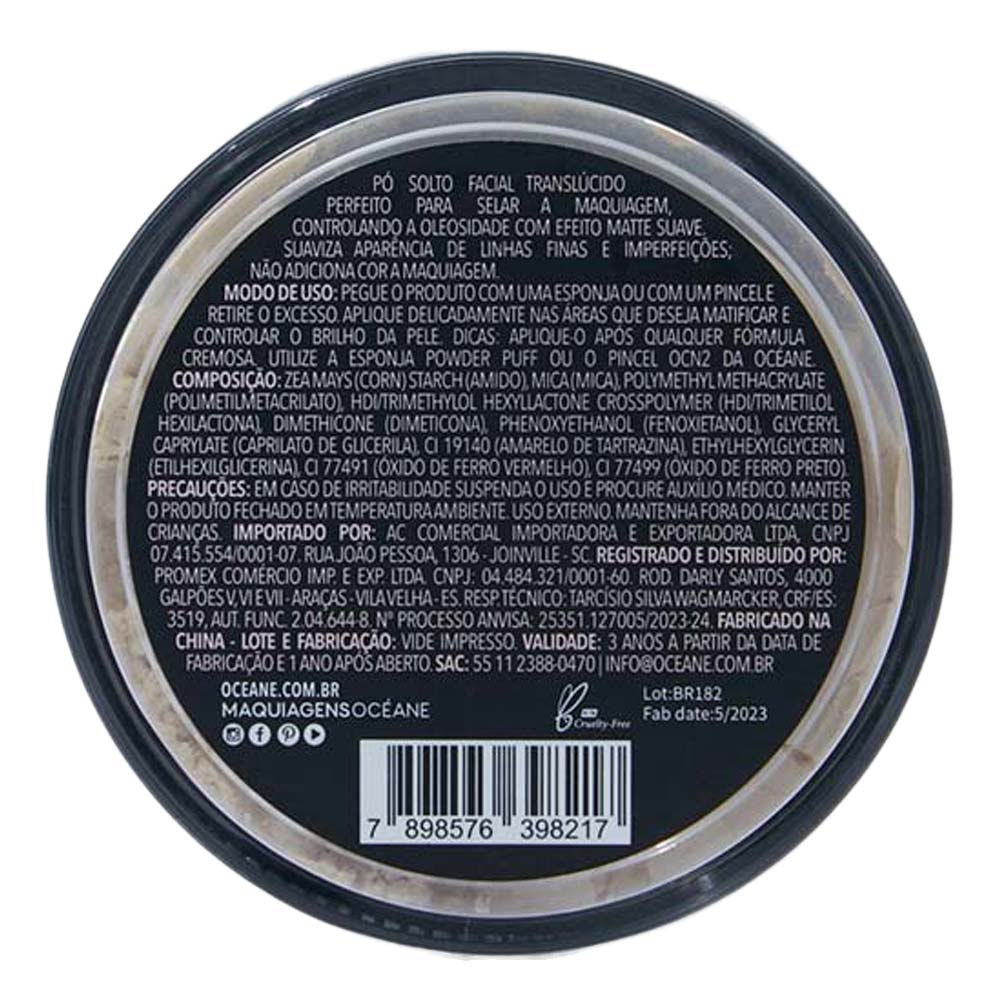 PÓ SOLTO FACIAL TRANSLÚCIDO
PERFEITO PARA SELAR A MAQUIAGEM,
CONTROLANDO A OLEOSIDADE COM EFEITO MATTE SUAVE.
SUAVIZA APARÊNCIA DE LINHAS FINAS E IMPERFEIÇÕES;
NÃO ADICIONA COR A MAQUIAGEM.
MODO DE USO: PEGUE O PRODUTO COM UMA ESPONJA OU COM UM PINCEL E
RETIRE O EXCESSO. APLIQUE DELICADAMENTE NAS ÁREAS QUE DESEJA MATIFICAR E
CONTROLAR O BRILHO DA PELE. DICAS: APLIQUE-O APÓS QUALQUER FÓRMULA
CREMOSA. UTILIZE A ESPONJA POWDER PUFF OU O PINCEL OCN2 DA OCÉANE.
COMPOSIÇÃO: ZEA MAYS (CORN) STARCH (AMIDO), MICA (MICA), POLYMETHYL METHACRYLATE
(POLIMETILMETACRILATO), HDI/TRIMETHYLOL HEXYLLACTONE CROSSPOLYMER (HDI/TRIMETILOL
HEXILACTONA), DIMETHICONE (DIMETICONA), PHENOXYETHANOL (FENOXIETANOL), GLYCERYL
CAPRYLATE (CAPRILATO DE GLICERILA), CI 19140 (AMARELO DE TARTRAZINA), ETHYLHEXYLGLYCERIN
(ETILHEXILGLICERINA), CI 77491 (ÓXIDO DE FERRO VERMELHO), CI 77499 (ÓXIDO DE FERRO PRETO).
PRECAUÇÕES: EM CASO DE IRRITABILIDADE SUSPENDA O USO E PROCURE AUXÍLIO MÉDICO. MANTER
O PRODUTO FECHADO EM TEMPERATURA AMBIENTE. USO EXTERNO. MANTENHA FORA DO ALCANCE DE
CRIANÇAS. IMPORTADO POR: AC COMERCIAL IMPORTADORA E EXPORTADORA LTDA, CNPJ
07.415.554/0001-07. RUA JOÃO PESSOA, 1306 - JOINVILLE - SC. REGISTRADO E DISTRIBUÍDO POR:
PROMEX COMÉRCIO IMP. E EXP. LTDA. CNPJ: 04.484.321/0001-60. ROD. DARLY SANTOS, 4000
GALPÕES V, VI E VII - ARAÇAS - VILA VELHA - ES. RESP TÉCNICO: TARCÍSIO SILVA WAGMARCKER, CRF/ES:
3519, AUT. FUNC. 2.04.644-8. Nº PROCESSO ANVISA: 25351.127005/2023-24. FABRICADO NA
CHINA - LOTE E FABRICAÇÃO: VIDE IMPRESSO. VALIDADE: 3 ANOS A PARTIR DA DATA DE
FABRICAÇÃO E 1 ANO APÓS ABERTO. SAC: 55 11 2388-0470 | INFO@OCEANE.COM.BR
OCEANE.COM.BR
MAQUIAGENSOCÉANE
Cruelty-Free
Lot:BR182
Fab date:5/2023
7 898576 398217